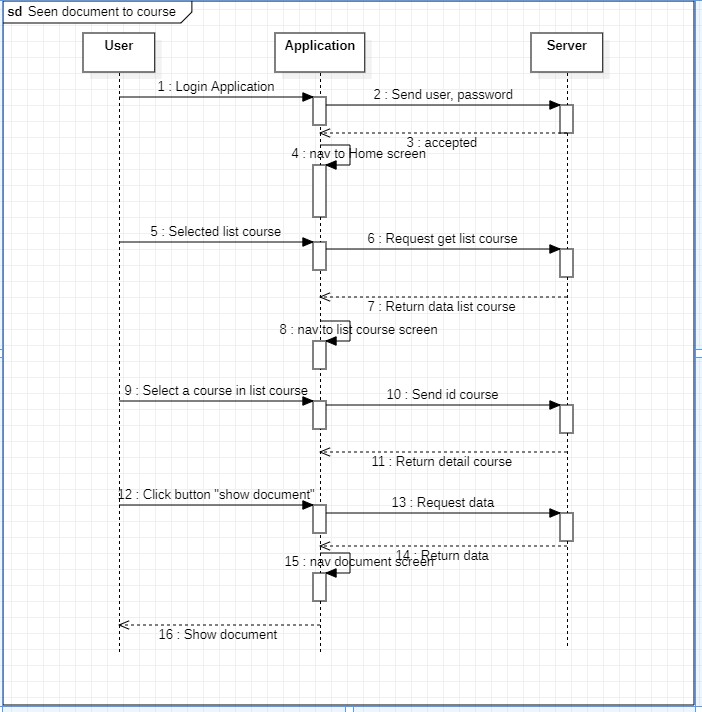 sd Seen document to course
User
Application
Server
1 : Login Application
2 : Send user, password
3 : accepted
4 : nav to Home screen
5 : Selected list course
6 : Request get list course
7 : Return data list course
8 : nav to list course screen
9 : Select a course in list course
10 : Send id course
11 : Return detail course
12 : Click button "show document"
13 : Request data
14 : Return data
15 : nav document screen
16 : Show document